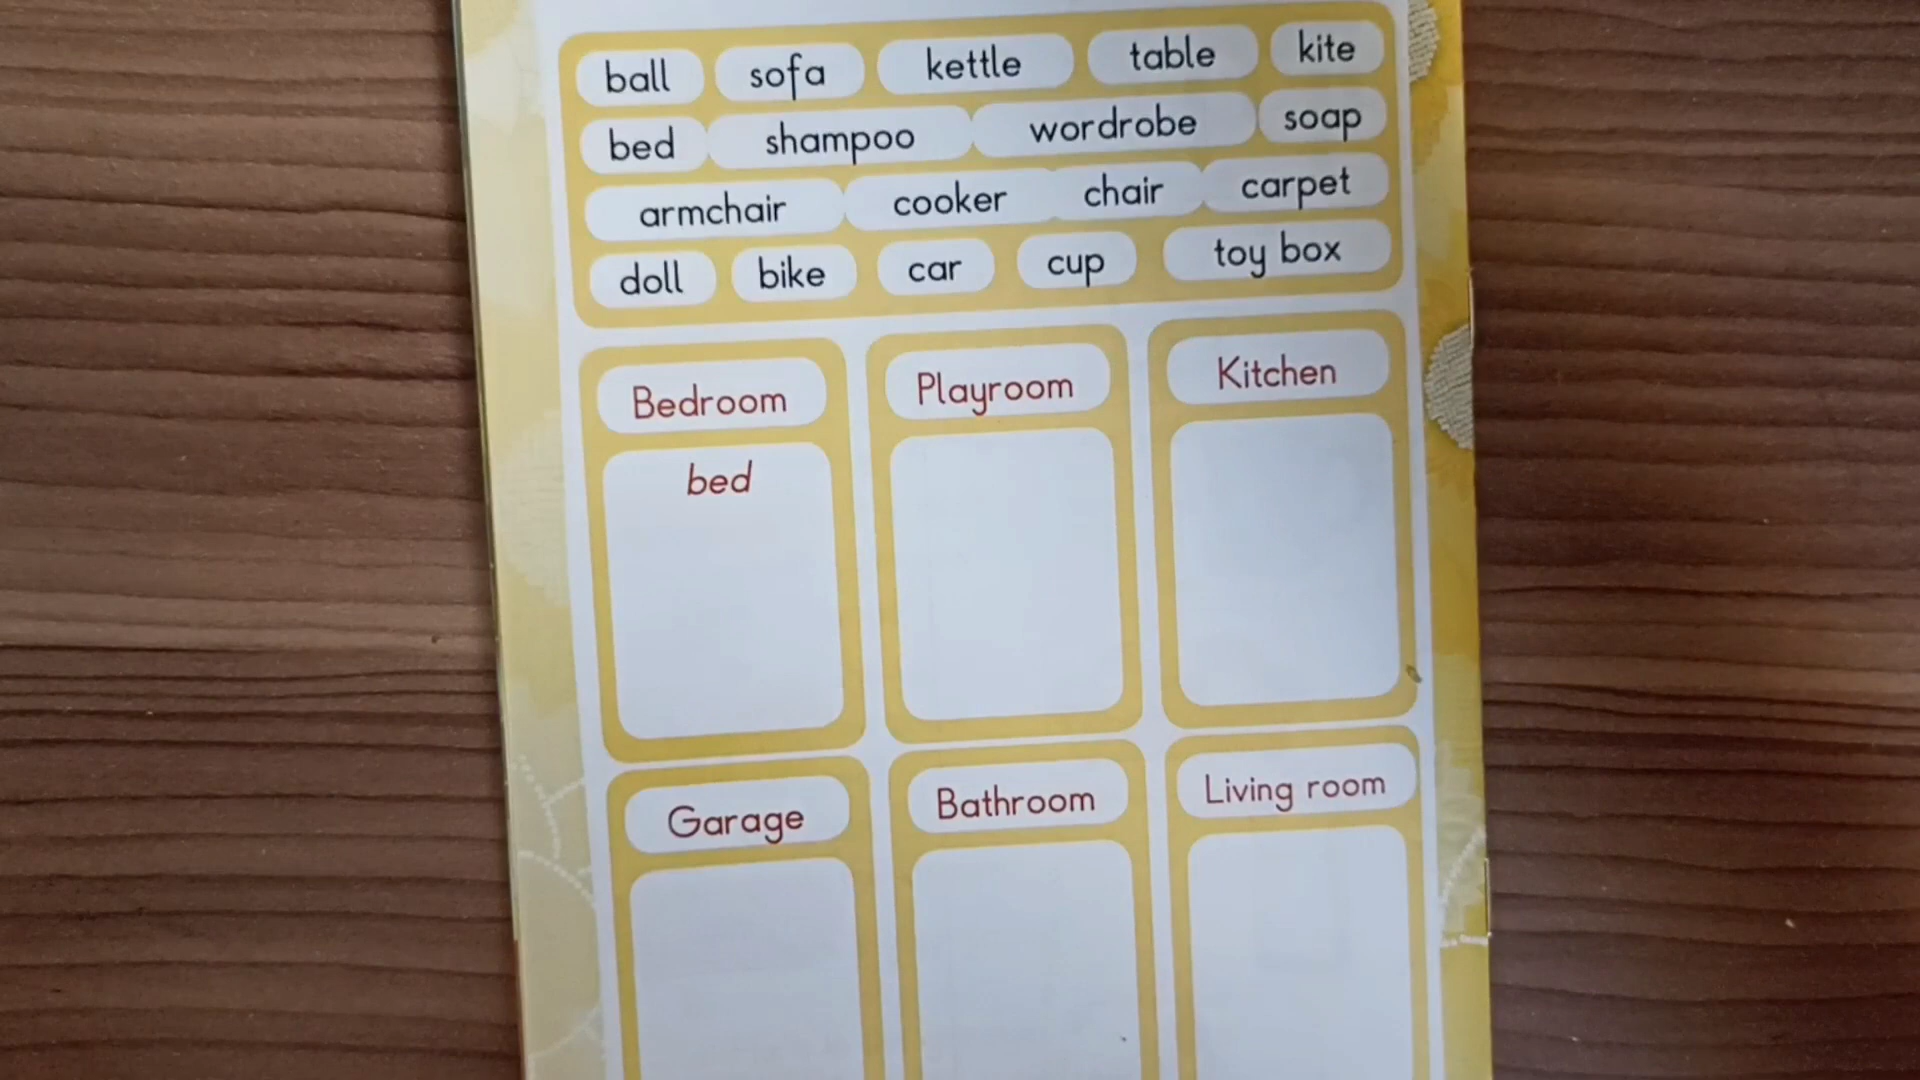 ball sofa kettle table kite
bed shampoo wordrobe soap
armchair cooker chair carpet
doll bike car cup toy box
Bedroom Playroom Kitchen
bed
Garage Bathroom Living room